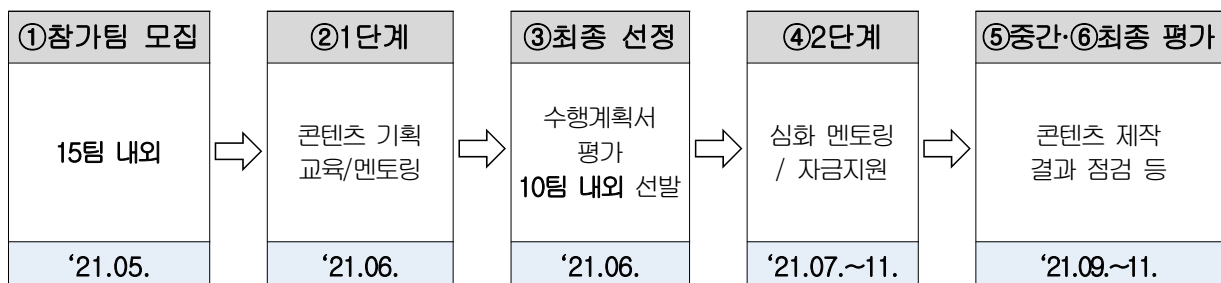 ①참가팀 모집
15팀 내외
‘21.05.
②1단계
콘텐츠 기획
교육/멘토링
‘21.06.
③최종 선정
수행계획서
평가
10팀 내외 선발
‘21.06.
④2단계
심화 멘토링
/ 자금지원
‘21.07.~11.
⑤중간·⑥최종 평가
콘텐츠 제작
결과 점검 등
‘21.09.~11.